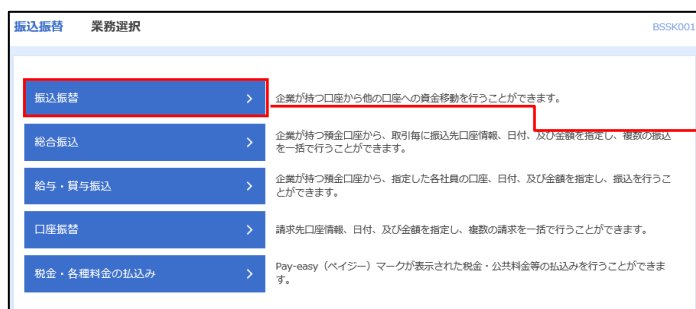 振込振替 業務選択 BSSK001
振込振替 企業が持つ口座から他の口座への資金移動を行うことができます。
総合振込 企業が持つ預金口座から、取引毎に振込先口座情報、日付、及び金額を指定し、複数の振込
を一括で行うことができます。
給与・賞与振込 企業が持つ預金口座から、指定した各社員の口座、日付、及び金額を指定し、振込を行うこ
とができます。
口座振替 請求先口座情報、日付、及び金額を指定し、複数の請求を一括で行うことができます。
税金・各種料金の払込み Pay-easy（ペイジー）マークが表示された税金・公共料金等の払込みを行うことができま
す。